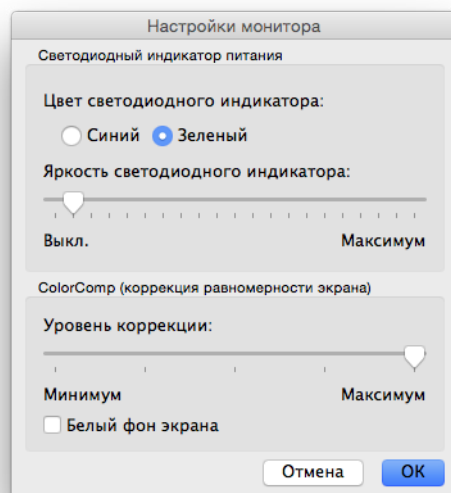 Настройки монитора
Светодиодный индикатор питания
Цвет светодиодного индикатора:
Синий Зеленый
Яркость светодиодного индикатора:
Выкл. Максимум
ColorComp (коррекция равномерности экрана)
Уровень коррекции:
Минимум Максимум
Белый фон экрана
Отмена OK